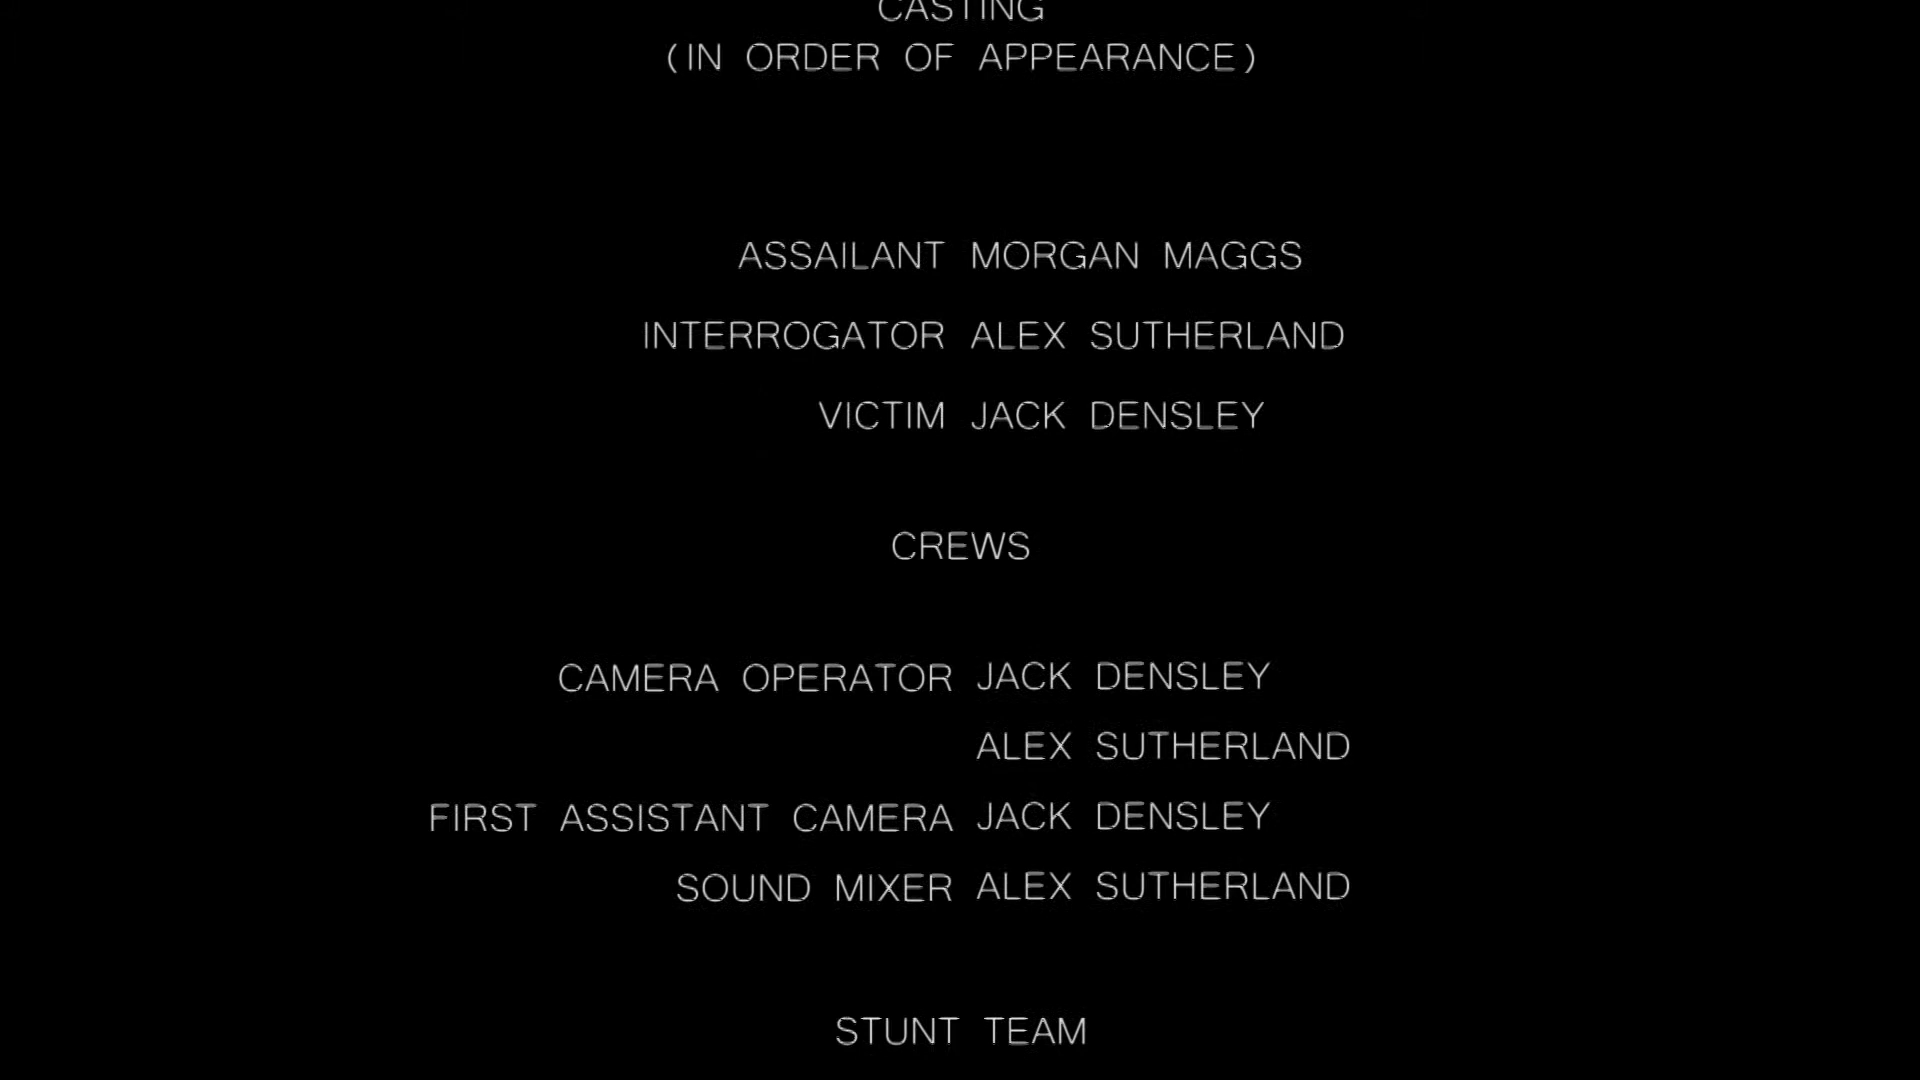 CASTING
(IN ORDER OF APPEARANCE)
ASSAILANT MORGAN MAGGS
INTERROGATOR ALEX SUTHERLAND
VICTIM JACK DENSLEY
CREWS
CAMERA OPERATOR JACK DENSLEY
ALEX SUTHERLAND
FIRST ASSISTANT CAMERA JACK DENSLEY
SOUND MIXER ALEX SUTHERLAND
STUNT TEAM